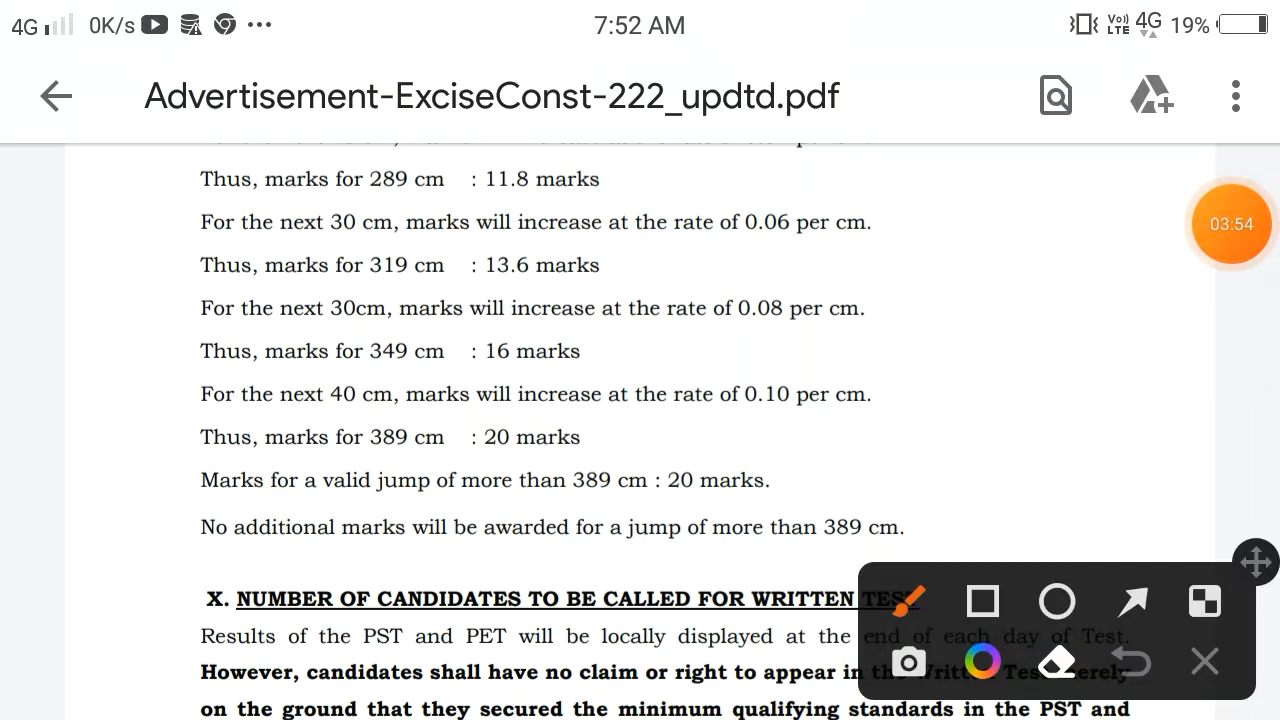 4G 0K/s 7:52 AM Vo) LTE 4G 19%
Advertisement-ExciseConst-222_updtd.pdf
Thus, marks for 289 cm : 11.8 marks
03:54
For the next 30 cm, marks will increase at the rate of 0.06 per cm.
Thus, marks for 319 cm : 13.6 marks
For the next 30cm, marks will increase at the rate of 0.08 per cm.
Thus, marks for 349 cm : 16 marks
For the next 40 cm, marks will increase at the rate of 0.10 per cm.
Thus, marks for 389 cm : 20 marks
Marks for a valid jump of more than 389 cm : 20 marks.
No additional marks will be awarded for a jump of more than 389 cm.
X. NUMBER OF CANDIDATES TO BE CALLED FOR WRITTEN TEST
Results of the PST and PET will be locally displayed at the end of each day of Test.
However, candidates shall have no claim or right to appear in the Written Test merely
on the ground that they secured the minimum qualifying standards in the PST and